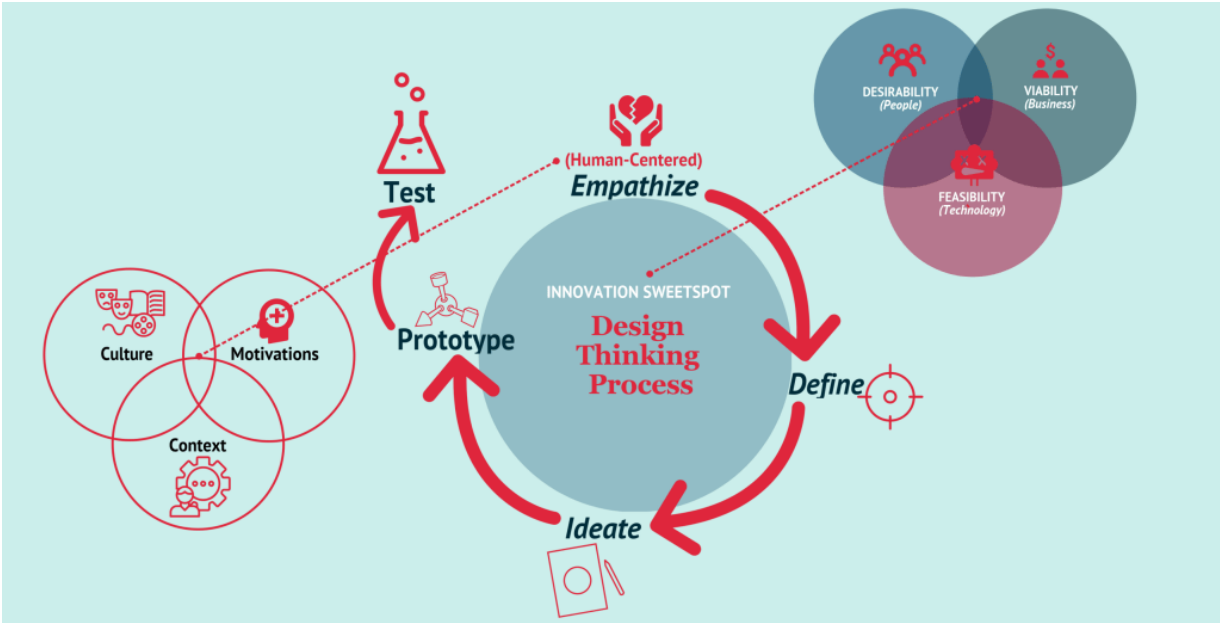 DESIRABILITY
(People)
VIABILITY
(Business)
FEASIBILITY
(Technology)
(Human-Centered)
Empathize
Test
INNOVATION SWEETSPOT
Design
Thinking
Process
Prototype
Define
Culture
Motivations
Context
Ideate